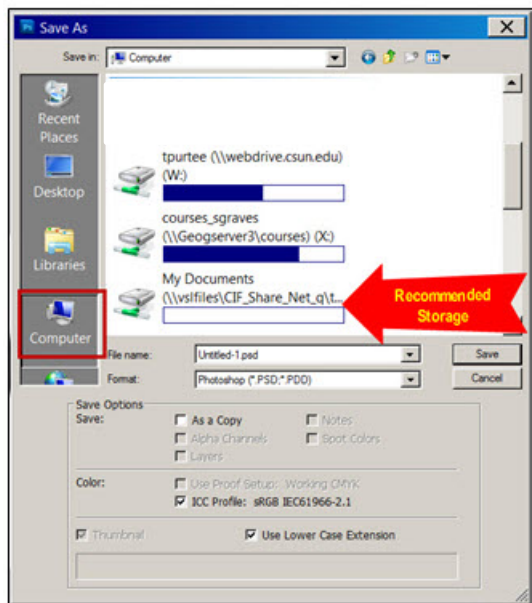 Save As
Save in: Computer
Recent
Places
Desktop
Libraries
Computer
tpurtee (\\webdrive.csun.edu)
(W:)
courses_sgraves
(\\Geogserver3\courses) (X:)
My Documents
(\\vslfiles\CIF_Share_Net_q\t...
Recommended
Storage
File name: Untitled-1.psd Save
Format: Photoshop (*.PSD;*.PDD) Cancel
Save Options
Save: As a Copy Notes
Alpha Channels Spot Colors
Layers
Color: Use Proof Setup: Working CMYK
ICC Profile: sRGB IEC61966-2.1
Thumbnail Use Lower Case Extension